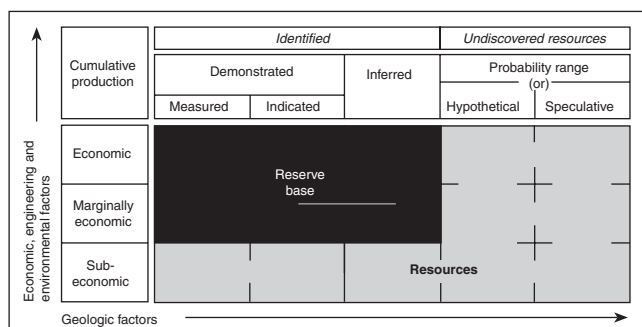 Economic, engineering and
environmental factors
Cumulative
production
Identified
Undiscovered resources
Demonstrated
Inferred
Probability range
(or)
Measured
Indicated
Hypothetical
Speculative
Economic
Marginally
economic
Sub-
economic
Reserve
base
Resources
Geologic factors